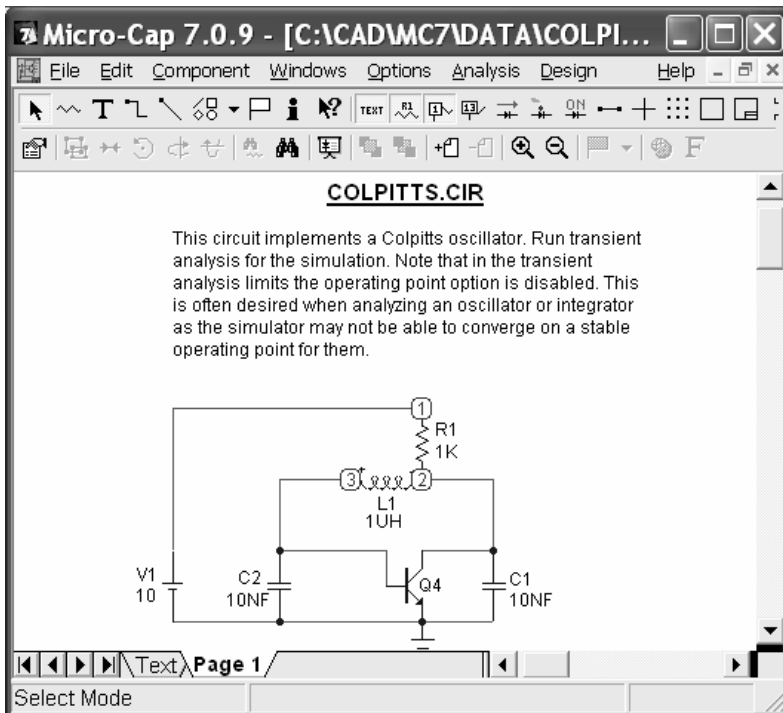 Micro-Cap 7.0.9 - [C:\CAD\MC7\DATA\COLPI...
File Edit Component Windows Options Analysis Design Help
T TEXT R1 13 ON
F
COLPITTS.CIR
This circuit implements a Colpitts oscillator. Run transient
analysis for the simulation. Note that in the transient
analysis limits the operating point option is disabled. This
is often desired when analyzing an oscillator or integrator
as the simulator may not be able to converge on a stable
operating point for them.
1
R1
1K
3 2
L1
1UH
V1
10
C2
10NF
Q4
C1
10NF
Text Page 1
Select Mode